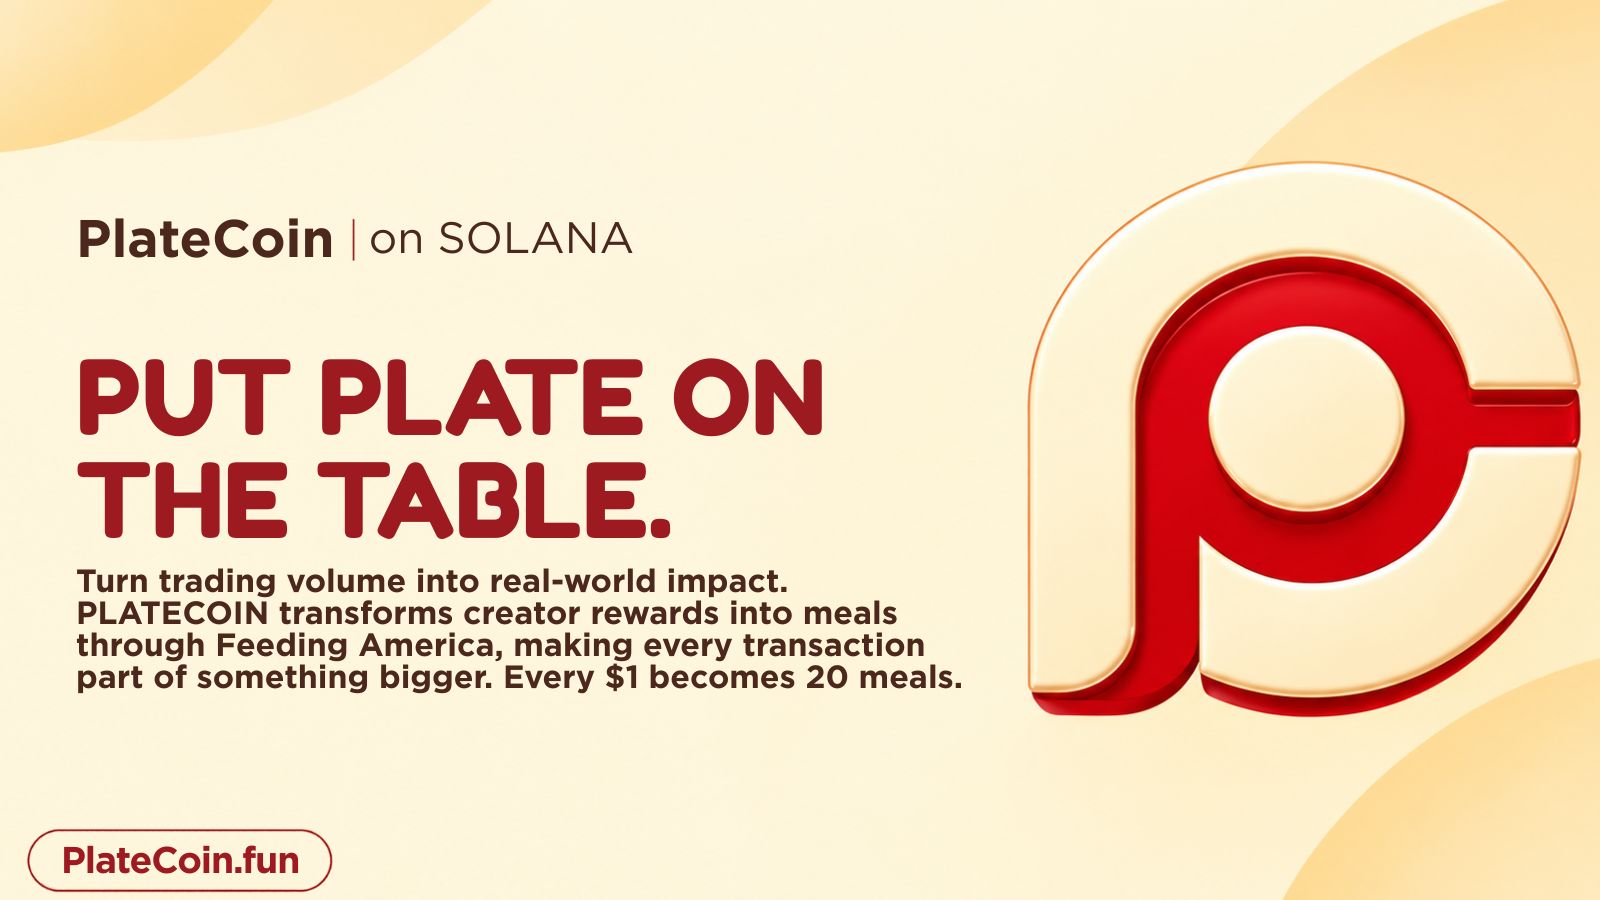 PlateCoin | on SOLANA
PUT PLATE ON
THE TABLE.
Turn trading volume into real-world impact.
PLATECOIN transforms creator rewards into meals
through Feeding America, making every transaction
part of something bigger. Every $1 becomes 20 meals.
PlateCoin.fun